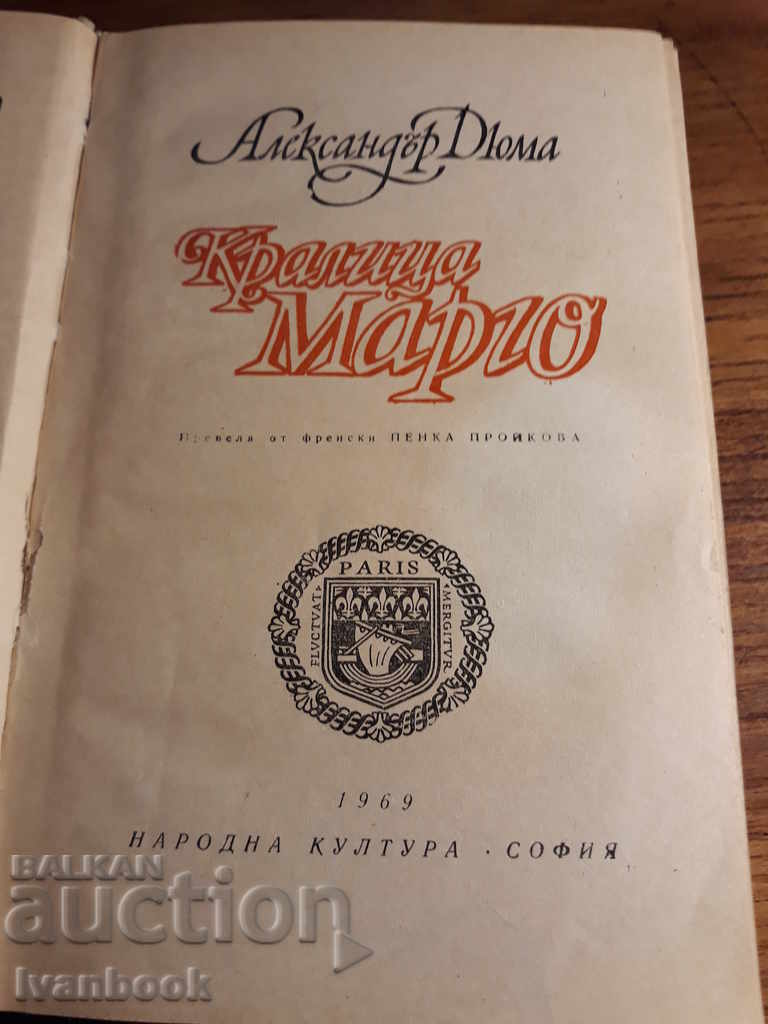 Александър Дюма
Кралица
Марго
Превела от френски ПЕНКА ПРОЙКОВА
PARIS
FLVCTVAT
MERGITVR
1969
НАРОДНА КУЛТУРА · СОФИЯ
BALKAN
auction
Ivanbook